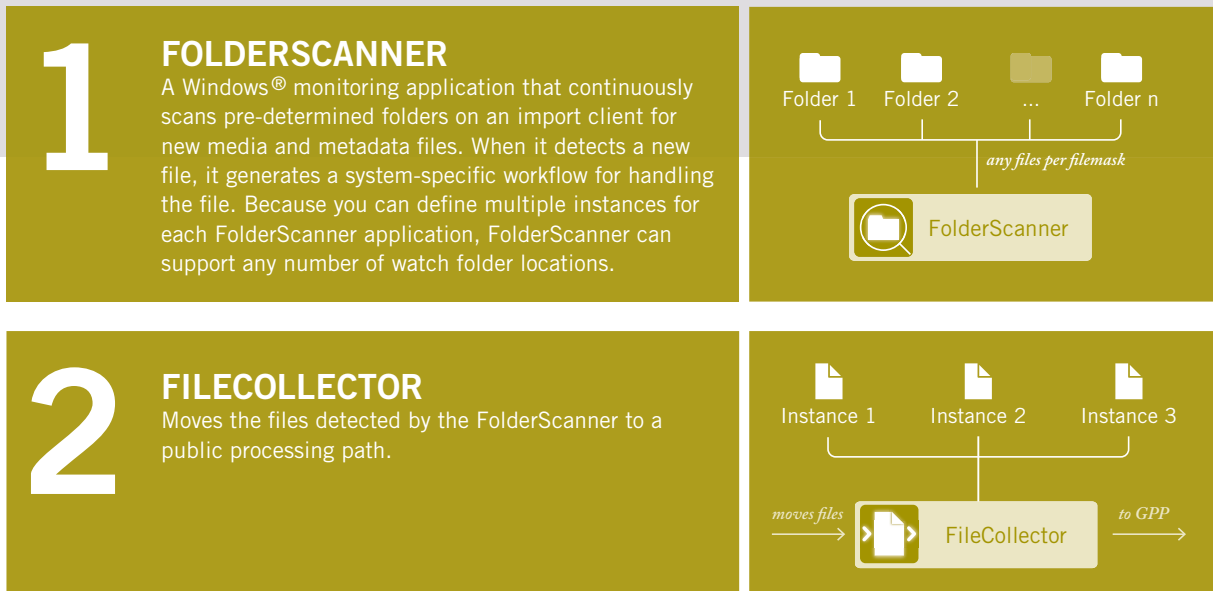 1
FOLDERSCANNER
A Windows® monitoring application that continuously
scans pre-determined folders on an import client for
new media and metadata files. When it detects a new
file, it generates a system-specific workflow for handling
the file. Because you can define multiple instances for
each FolderScanner application, FolderScanner can
support any number of watch folder locations.
Folder 1 Folder 2 ... Folder n
any files per filemask
FolderScanner
2
FILECOLLECTOR
Moves the files detected by the FolderScanner to a
public processing path.
Instance 1 Instance 2 Instance 3
moves files
FileCollector
to GPP